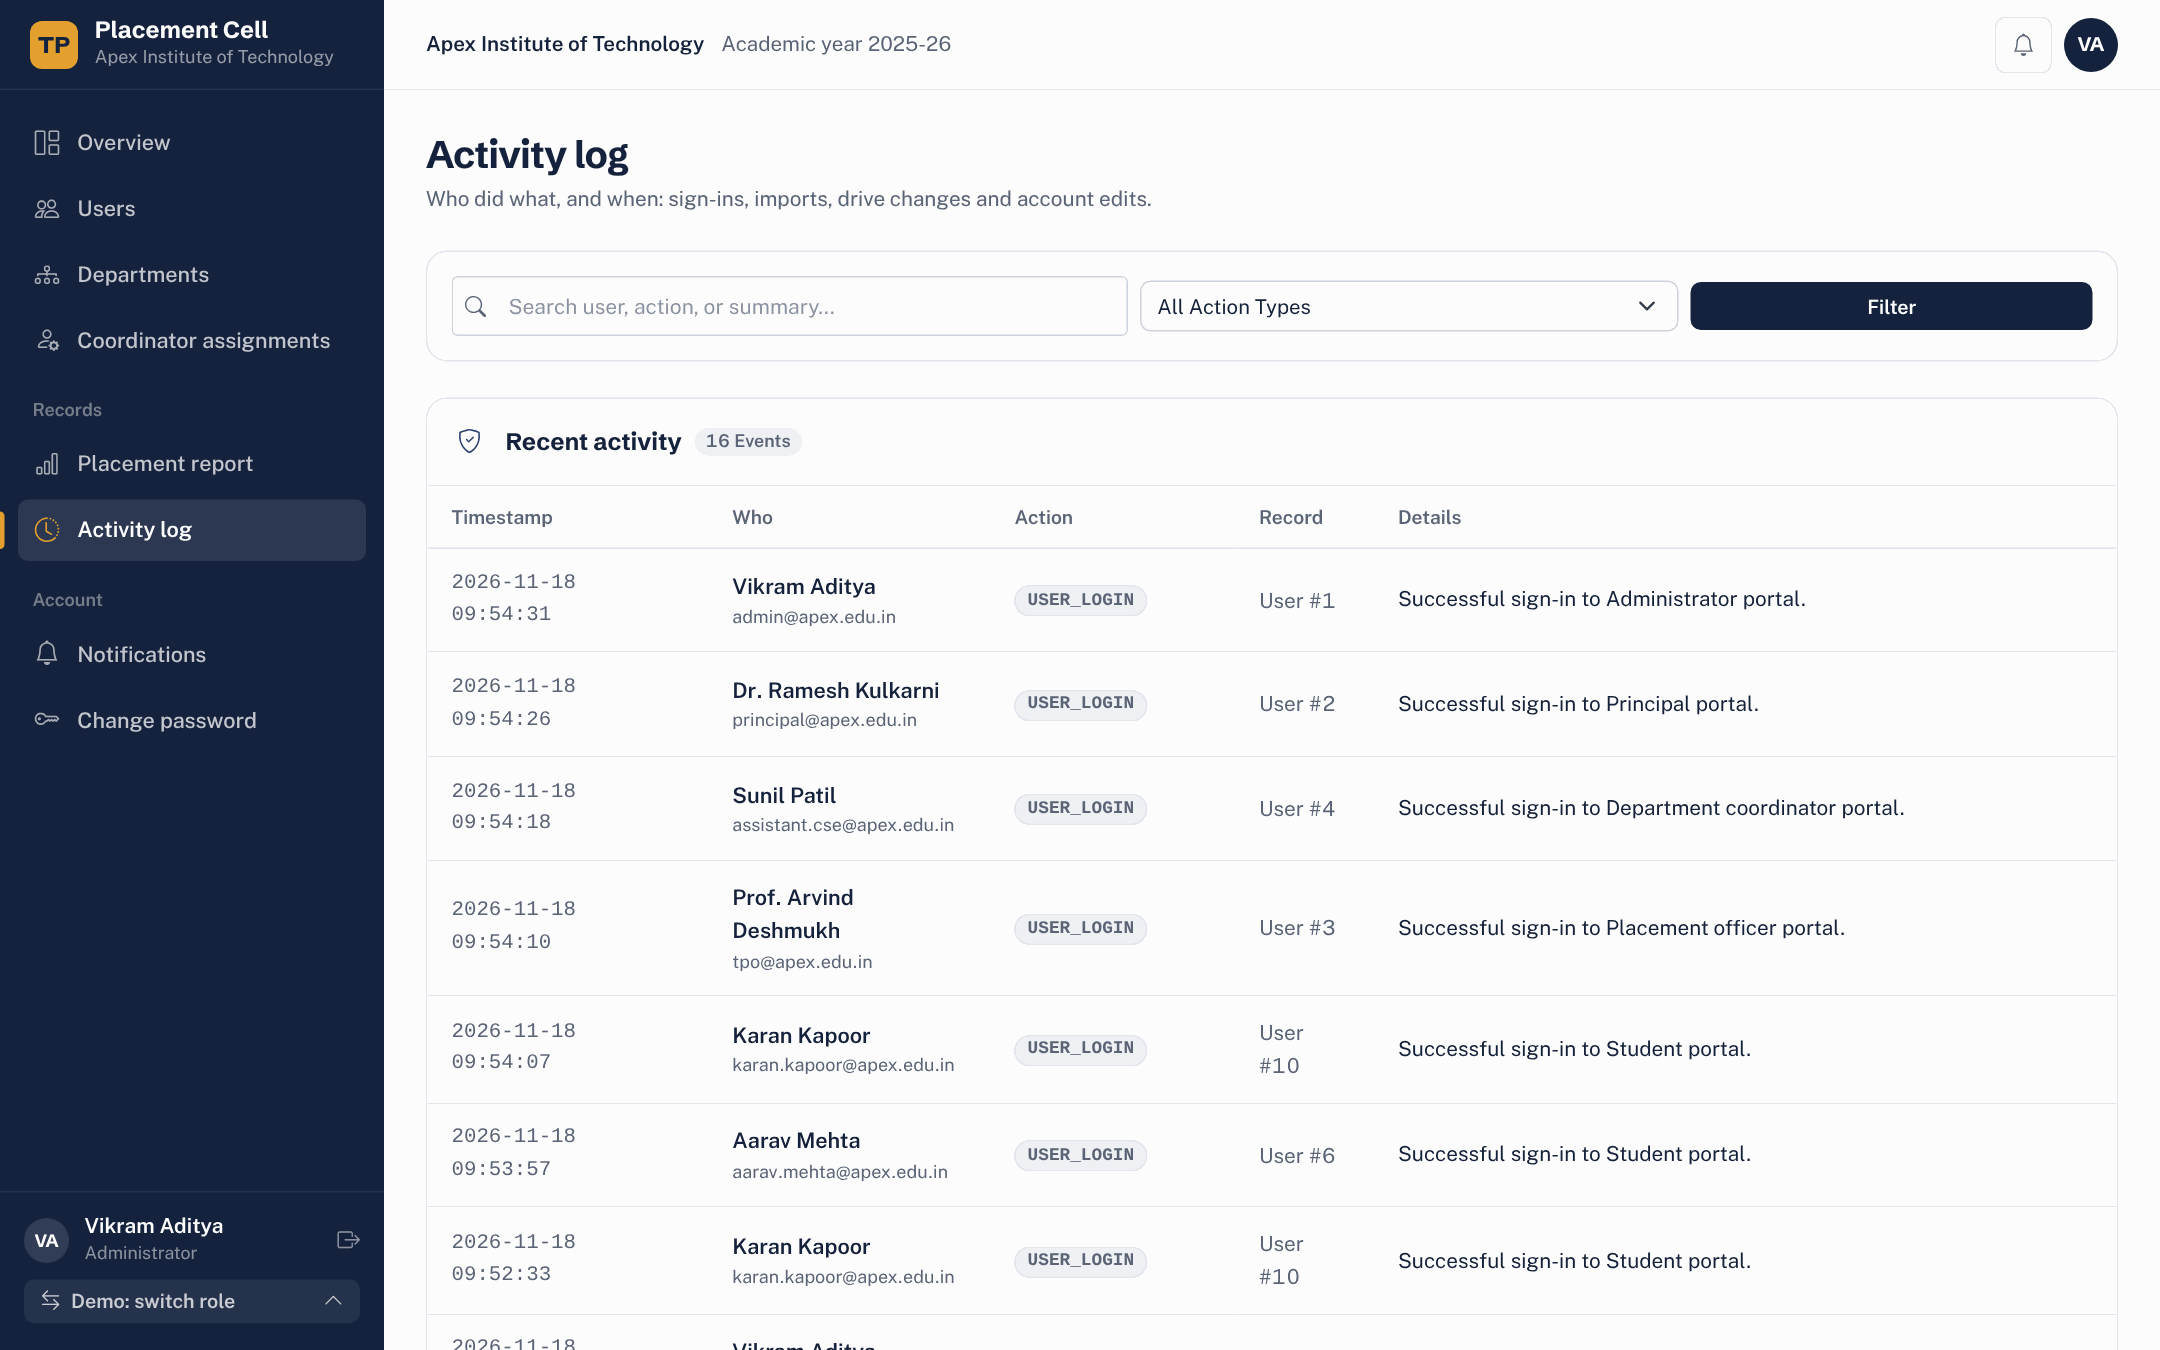 TP
Placement Cell
Apex Institute of Technology
Overview
Users
Departments
Coordinator assignments
Records
Placement report
Activity log
Account
Notifications
Change password
VA
Vikram Aditya
Administrator
Demo: switch role
Apex Institute of Technology Academic year 2025-26
VA
Activity log
Who did what, and when: sign-ins, imports, drive changes and account edits.
Search user, action, or summary...
All Action Types
Filter
Recent activity 16 Events
Timestamp Who Action Record Details
2026-11-18
09:54:31
Vikram Aditya
admin@apex.edu.in
USER_LOGIN
User #1
Successful sign-in to Administrator portal.
2026-11-18
09:54:26
Dr. Ramesh Kulkarni
principal@apex.edu.in
USER_LOGIN
User #2
Successful sign-in to Principal portal.
2026-11-18
09:54:18
Sunil Patil
assistant.cse@apex.edu.in
USER_LOGIN
User #4
Successful sign-in to Department coordinator portal.
2026-11-18
09:54:10
Prof. Arvind
Deshmukh
tpo@apex.edu.in
USER_LOGIN
User #3
Successful sign-in to Placement officer portal.
2026-11-18
09:54:07
Karan Kapoor
karan.kapoor@apex.edu.in
USER_LOGIN
User
#10
Successful sign-in to Student portal.
2026-11-18
09:53:57
Aarav Mehta
aarav.mehta@apex.edu.in
USER_LOGIN
User #6
Successful sign-in to Student portal.
2026-11-18
09:52:33
Karan Kapoor
karan.kapoor@apex.edu.in
USER_LOGIN
User
#10
Successful sign-in to Student portal.
2026-11-18
Vikram Aditya